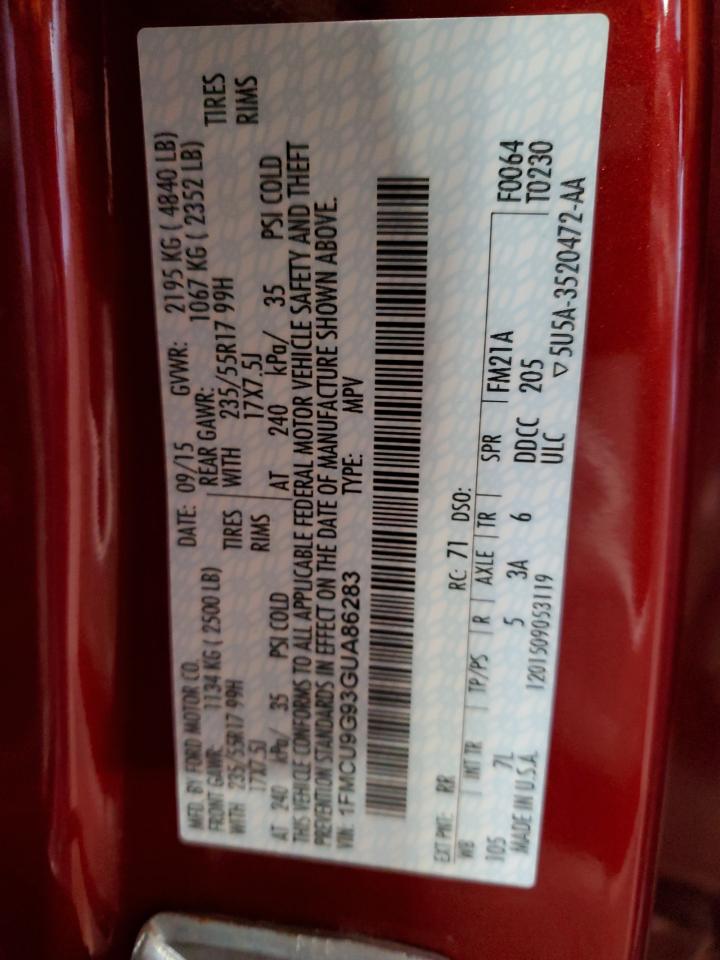 MFD. BY FORD MOTOR CO. DATE: 09/15 GVWR: 2195 KG ( 4840 LB)
FRONT GAWR: 1134 KG ( 2500 LB) REAR GAWR: 1067 KG ( 2352 LB)
WITH 235/55R17 99H TIRES WITH 235/55R17 99H TIRES
17X7.5J RIMS 17X7.5J RIMS
AT 240 kPa/ 35 PSI COLD AT 240 kPa/ 35 PSI COLD
THIS VEHICLE CONFORMS TO ALL APPLICABLE FEDERAL MOTOR VEHICLE SAFETY AND THEFT
PREVENTION STANDARDS IN EFFECT ON THE DATE OF MANUFACTURE SHOWN ABOVE.
VIN: 1FMCU9G93GUA86283 TYPE: MPV
EXT PNT: RR RC: 71 DSO: F0064
WB INT TR TP/PS R AXLE TR SPR FM21A T0230
105 7L 5 3A 6 DDCC 205
MADE IN U.S.A. 1201509053119 ULC ▽5U5A-3520472-AA